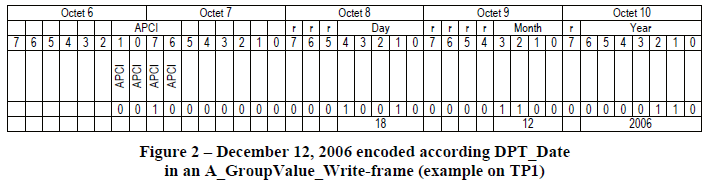 Octet 6 Octet 7 Octet 8 Octet 9 Octet 10
APCI r r r Day r r r r Month r Year
7 6 5 4 3 2 1 0 7 6 5 4 3 2 1 0 7 6 5 4 3 2 1 0 7 6 5 4 3 2 1 0 7 6 5 4 3 2 1 0
APCI APCI APCI APCI
0 0 1 0 0 0 0 0 0 0 0 0 0 1 0 0 1 0 0 0 0 0 1 1 0 0 0 0 0 0 0 1 1 0
18 12 2006
Figure 2 – December 12, 2006 encoded according DPT_Date
in an A_GroupValue_Write-frame (example on TP1)